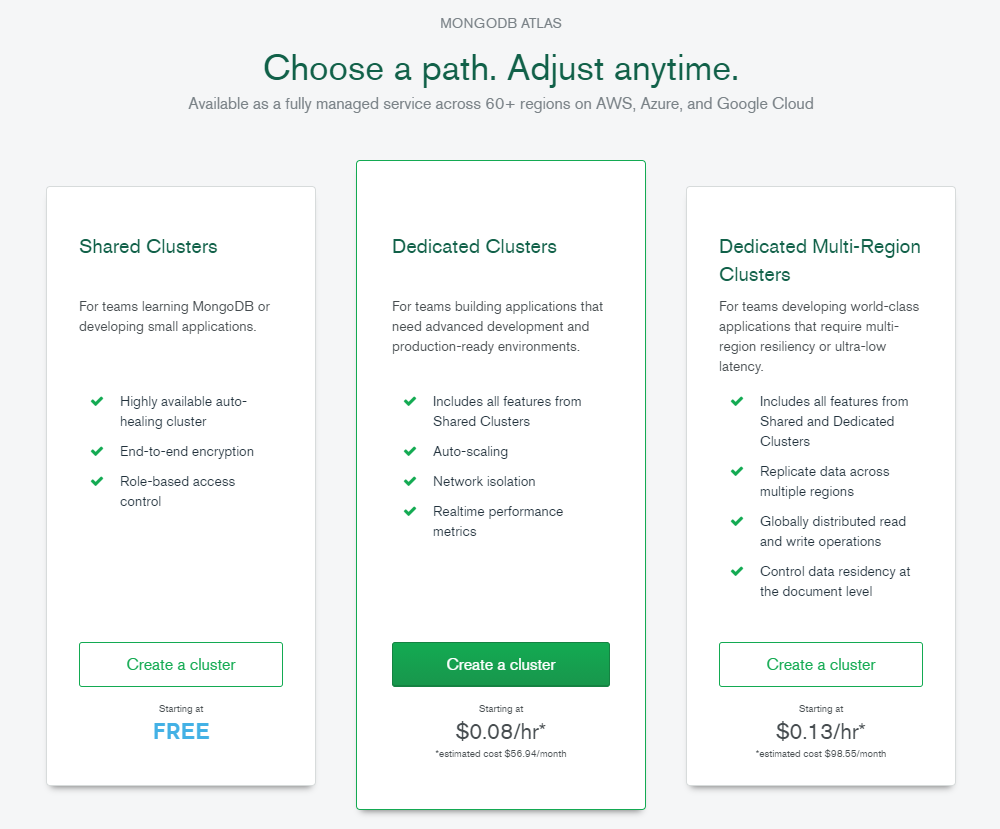 MONGODB ATLAS
Choose a path. Adjust anytime.
Available as a fully managed service across 60+ regions on AWS, Azure, and Google Cloud
Shared Clusters
For teams learning MongoDB or
developing small applications.
Highly available auto-
healing cluster
End-to-end encryption
Role-based access
control
Create a cluster
Starting at
FREE
Dedicated Clusters
For teams building applications that
need advanced development and
production-ready environments.
Includes all features from
Shared Clusters
Auto-scaling
Network isolation
Realtime performance
metrics
Create a cluster
Starting at
$0.08/hr*
*estimated cost $56.94/month
Dedicated Multi-Region
Clusters
For teams developing world-class
applications that require multi-
region resiliency or ultra-low
latency.
Includes all features from
Shared and Dedicated
Clusters
Replicate data across
multiple regions
Globally distributed read
and write operations
Control data residency at
the document level
Create a cluster
Starting at
$0.13/hr*
*estimated cost $98.55/month